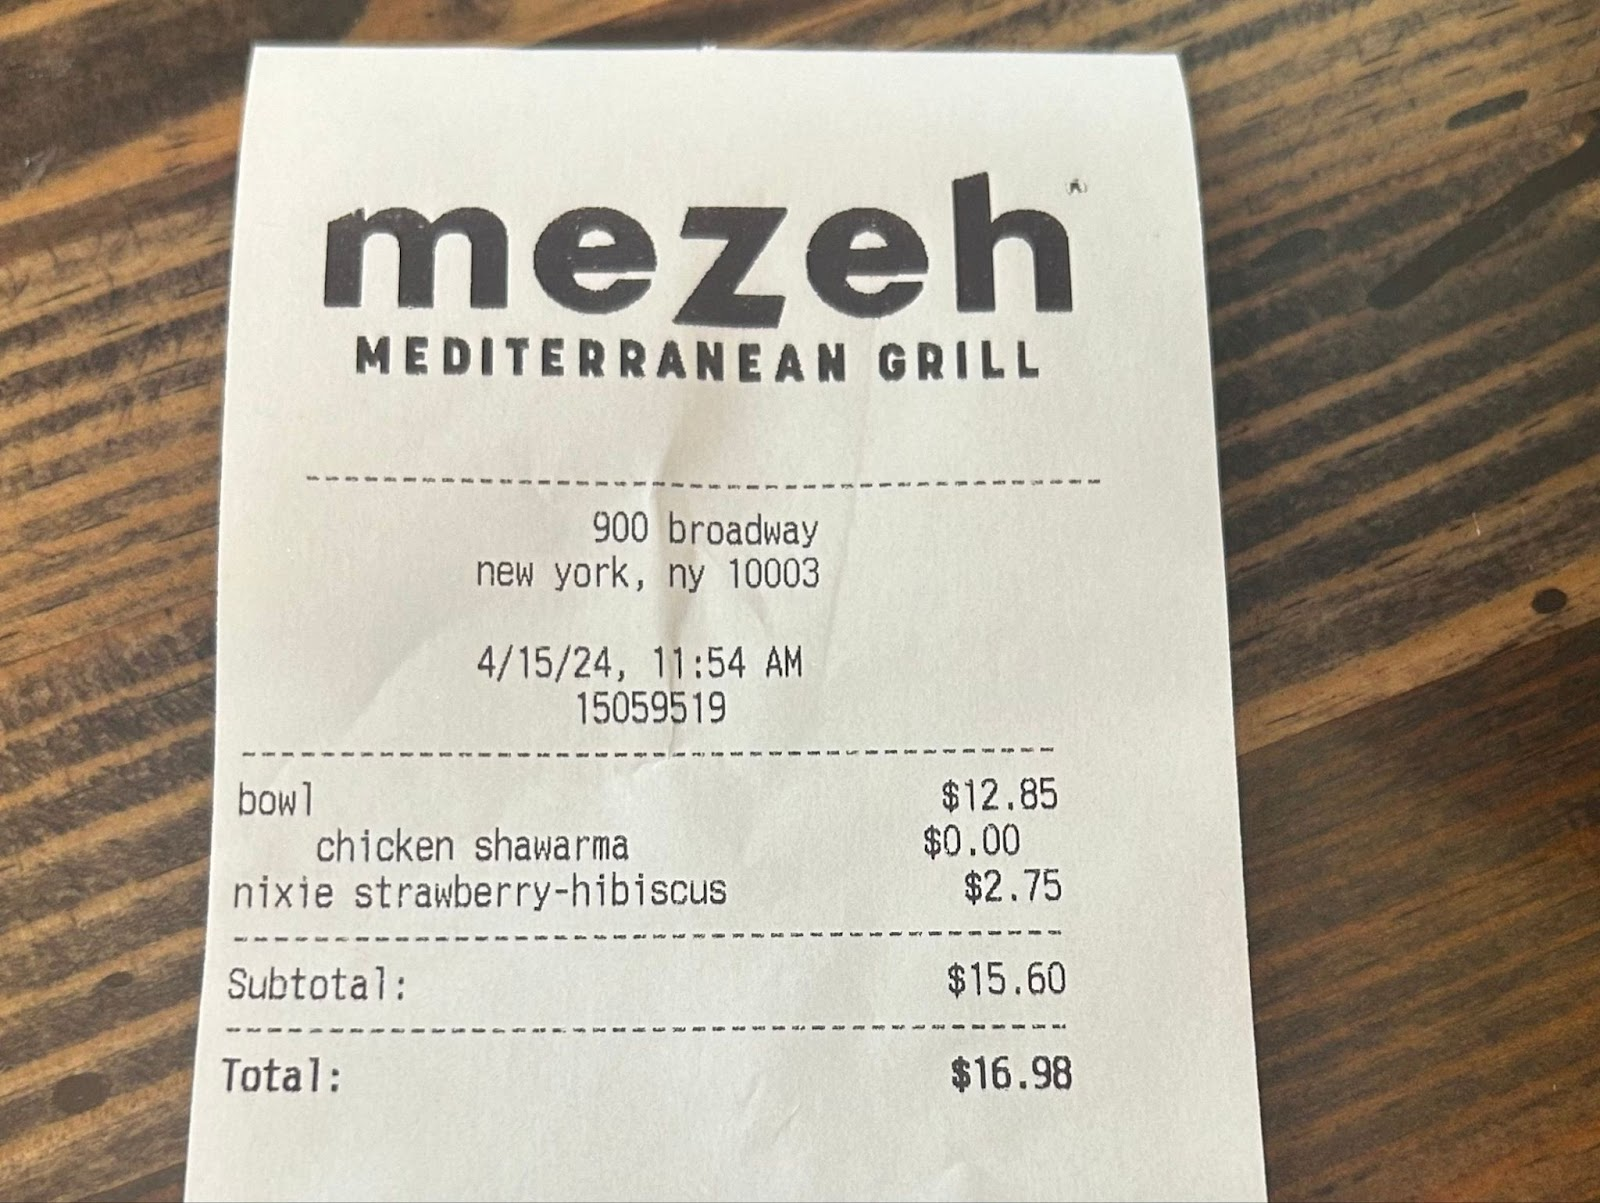 mezeh
MEDITERRANEAN GRILL
900 broadway
new york, ny 10003
4/15/24, 11:54 AM
15059519
bowl $12.85
chicken shawarma $0.00
nixie strawberry-hibiscus $2.75
Subtotal: $15.60
Total: $16.98